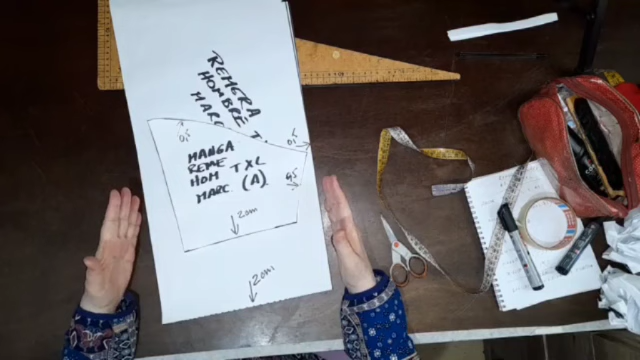 REMERA
HOMBRE T.
MARC
0,5
0,5
MANGA
REME TXL
HOM (A).
MARC
0,5
2cm
2cm